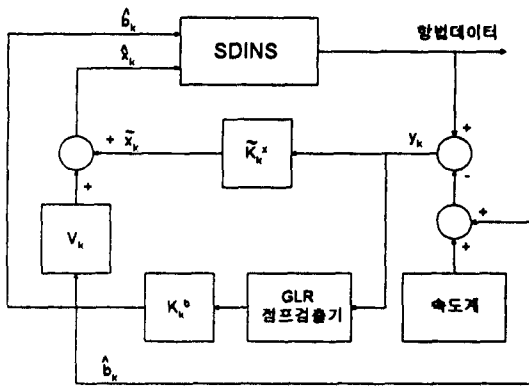 b̂ₖ
SDINS
항법데이터
x̂ₖ
+
+ x̃ₖ
K̃ₖˣ
yₖ
-
+
+
Vₖ
+
Kₖᵇ
GLR
점프검출기
속도계
b̂ₖ